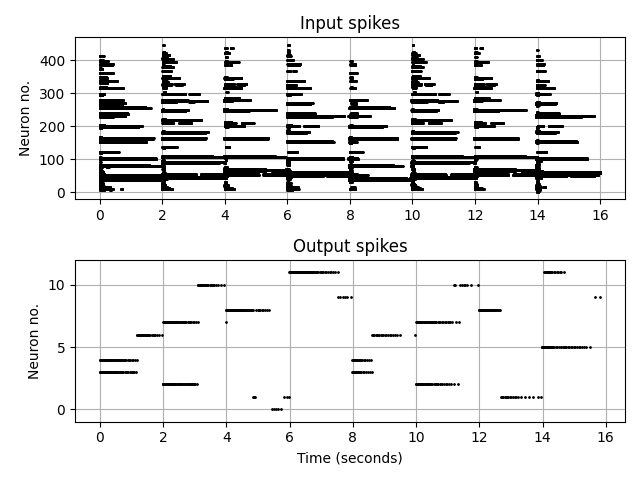 Input spikes
Neuron no.
400
300
200
100
0
0 2 4 6 8 10 12 14 16
Output spikes
Neuron no.
10
5
0
0 2 4 6 8 10 12 14 16
Time (seconds)